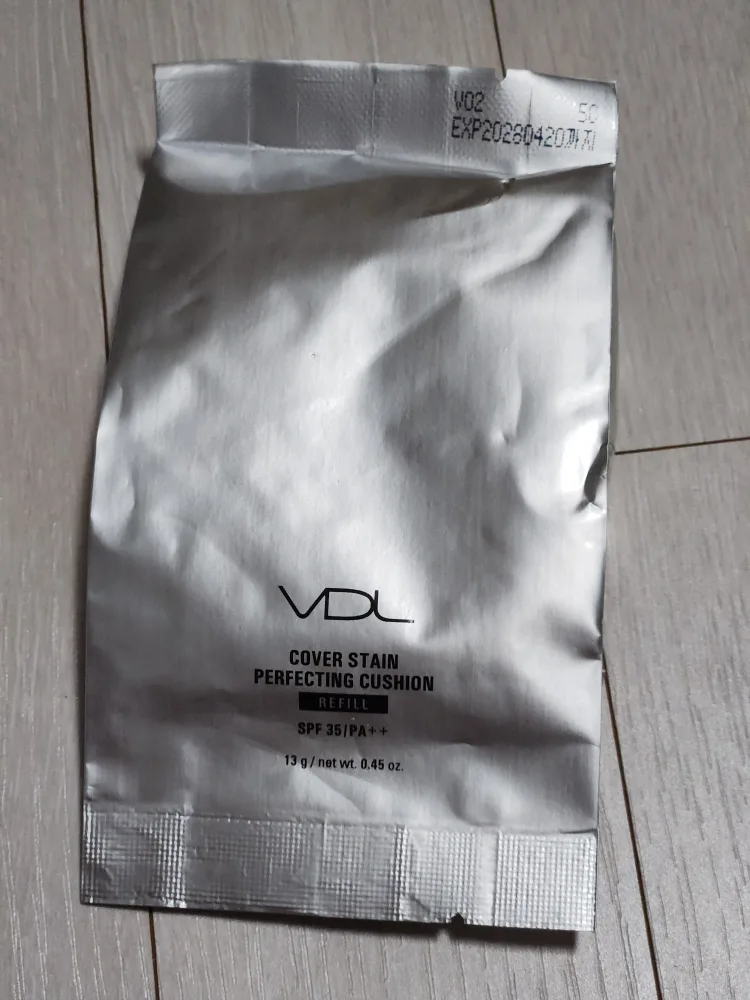 V02 5C
EXP20280420까지
VDL
COVER STAIN
PERFECTING CUSHION
REFILL
SPF 35/PA++
13 g / net wt. 0.45 oz.